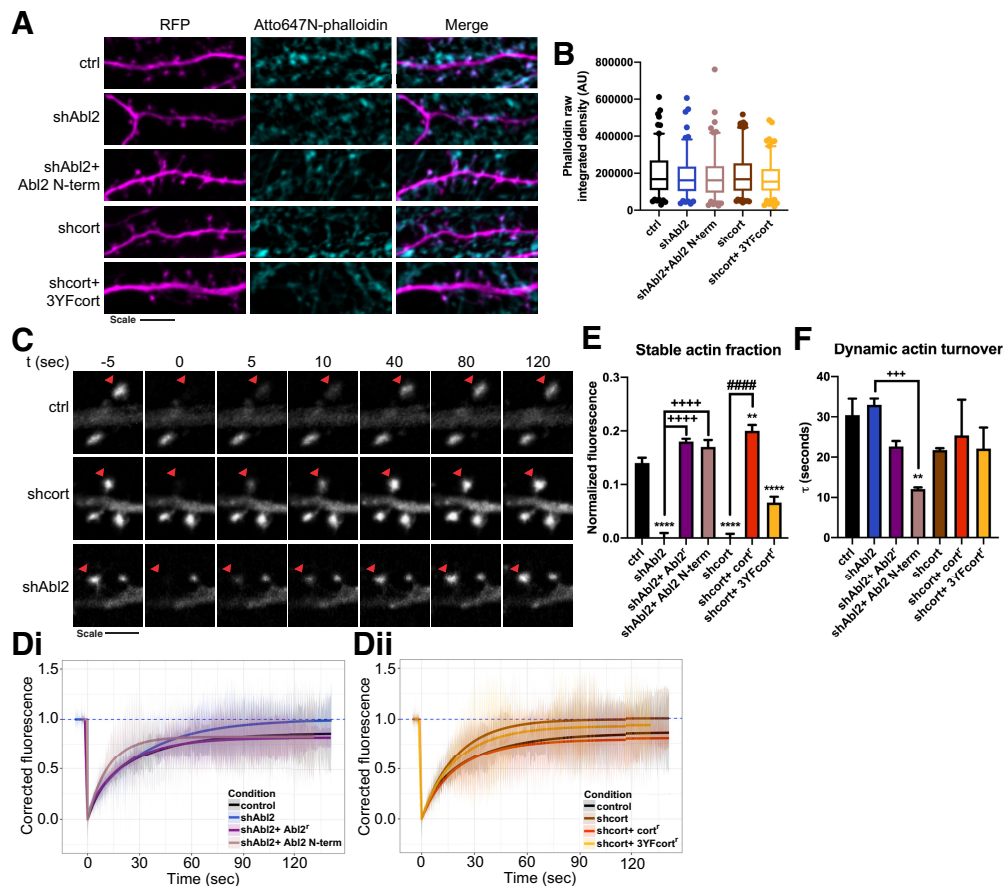 A
RFP
Atto647N-phalloidin
Merge
ctrl
shAbl2
shAbl2+
Abl2 N-term
shcort
shcort+
3YFcort
Scale
B
Phalloidin raw
integrated density (AU)
800000
600000
400000
200000
0
ctrl
shAbl2
shAbl2+Abl2 N-term
shcort
shcort+ 3YFcort
C
t (sec)
-5
0
5
10
40
80
120
ctrl
shcort
shAbl2
Scale
E
Stable actin fraction
Normalized fluorescence
0.3
0.2
0.1
0.0
****
++++
++++
****
####
**
****
ctrl
shAbl2
shAbl2+ Abl2r
shAbl2+ Abl2 N-term
shcort
shcort+ cortr
shcort+ 3YFcortr
F
Dynamic actin turnover
τ (seconds)
40
30
20
10
0
+++
**
ctrl
shAbl2
shAbl2+ Abl2r
shAbl2+ Abl2 N-term
shcort
shcort+ cortr
shcort+ 3YFcortr
Di
Corrected fluorescence
1.5
1.0
0.5
0.0
0
30
60
90
120
Time (sec)
Condition
control
shAbl2
shAbl2+ Abl2r
shAbl2+ Abl2 N-term
Dii
Corrected fluorescence
1.5
1.0
0.5
0.0
0
30
60
90
120
Time (sec)
Condition
control
shcort
shcort+ cortr
shcort+ 3YFcortr